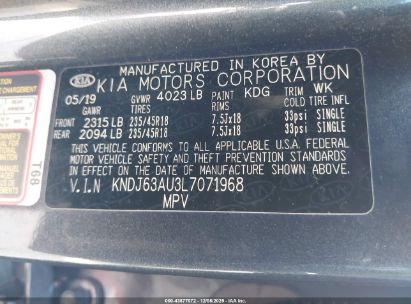 MANUFACTURED IN KOREA BY
KIA KIA MOTORS CORPORATION
05/19 GVWR 4023 LB PAINT KDG TRIM WK
TIRES RIMS COLD TIRE INFL
FRONT 2315 LB 235/45R18 7.5Jx18 33psi SINGLE
REAR 2094 LB 235/45R18 7.5Jx18 33psi SINGLE
THIS VEHICLE CONFORMS TO ALL APPLICABLE U.S.A. FEDERAL
MOTOR VEHICLE SAFETY, BUMPER, AND THEFT PREVENTION
STANDARDS IN EFFECT ON THE DATE OF
MANUFACTURE SHOWN ABOVE.
V.I.N KNDJ63AU3L7071968
MPV
T68